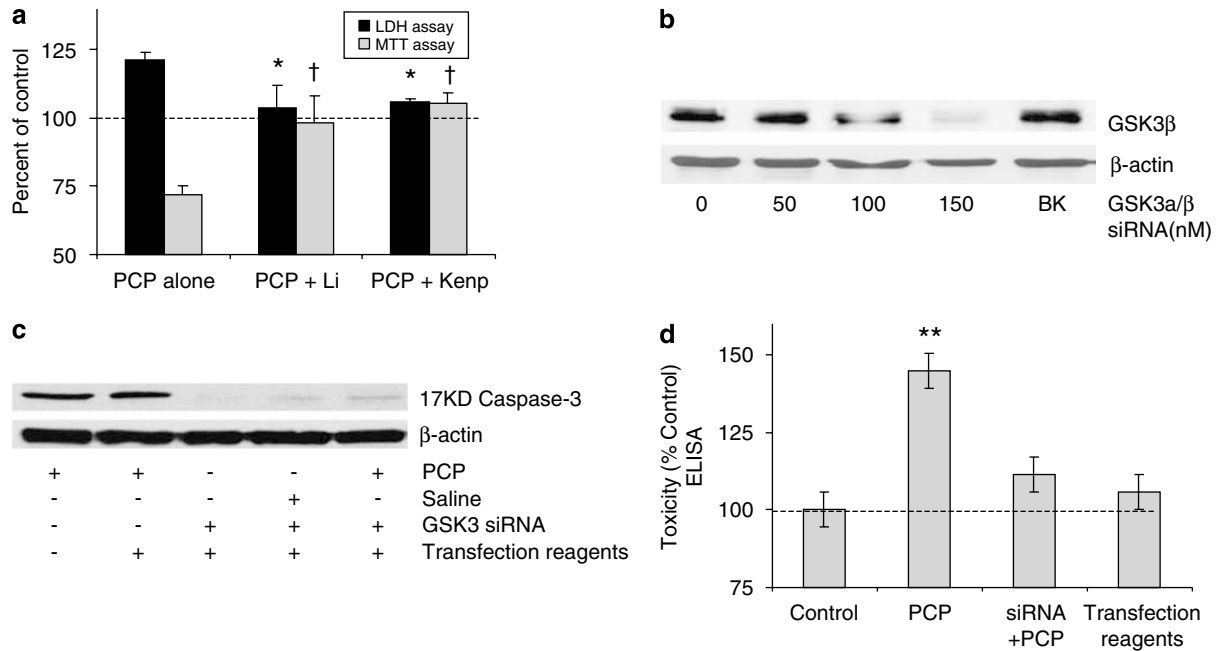 a
LDH assay
MTT assay
Percent of control
125
100
75
50
* † * †
PCP alone PCP + Li PCP + Kenp
b
GSK3β
β-actin
0 50 100 150 BK GSK3a/β
siRNA(nM)
c
17KD Caspase-3
β-actin
+ + - - + PCP
- - - + - Saline
- - + + + GSK3 siRNA
- + + + + Transfection reagents
d
Toxicity (% Control)
ELISA
150
125
100
75
**
Control PCP siRNA Transfection
+PCP reagents